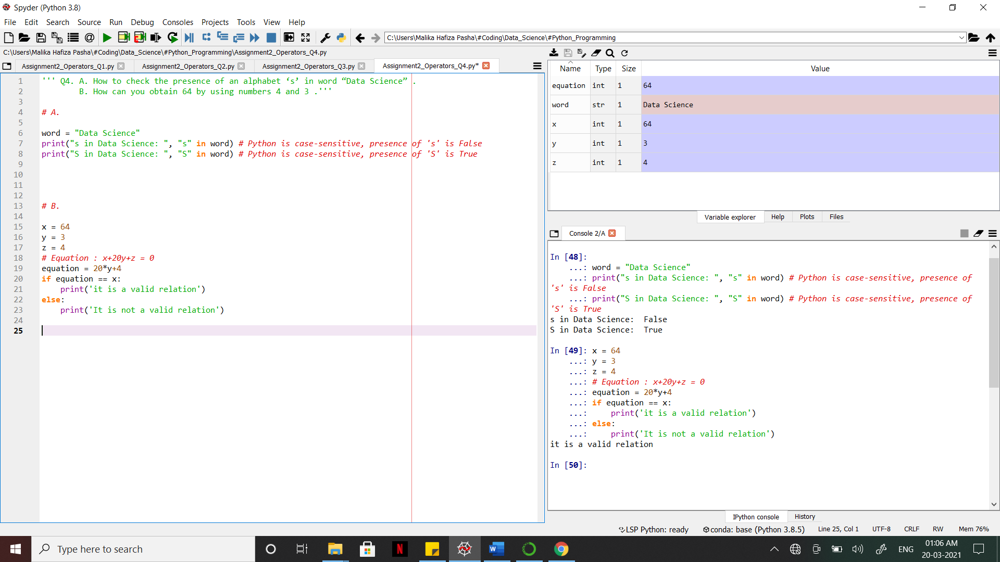 Spyder (Python 3.8)
File Edit Search Source Run Debug Consoles Projects Tools View Help
C:\Users\Malika Hafiza Pasha\#Coding\Data_Science\#Python_Programming
C:\Users\Malika Hafiza Pasha\#Coding\Data_Science\#Python_Programming\Assignment2_Operators_Q4.py
Assignment2_Operators_Q1.py Assignment2_Operators_Q2.py Assignment2_Operators_Q3.py Assignment2_Operators_Q4.py*
1 ''' Q4. A. How to check the presence of an alphabet ‘s’ in word “Data Science” .
2 B. How can you obtain 64 by using numbers 4 and 3 .'''
3
4 # A.
5
6 word = "Data Science"
7 print("s in Data Science: ", "s" in word) # Python is case-sensitive, presence of 's' is False
8 print("S in Data Science: ", "S" in word) # Python is case-sensitive, presence of 'S' is True
9
10
11
12
13 # B.
14
15 x = 64
16 y = 3
17 z = 4
18 # Equation : x+20y+z = 0
19 equation = 20*y+4
20 if equation == x:
21 print('it is a valid relation')
22 else:
23 print('It is not a valid relation')
24
25
Name Type Size Value
equation int 1 64
word str 1 Data Science
x int 1 64
y int 1 3
z int 1 4
Variable explorer Help Plots Files
Console 2/A
In [48]:
...: word = "Data Science"
...: print("s in Data Science: ", "s" in word) # Python is case-sensitive, presence of
's' is False
...: print("S in Data Science: ", "S" in word) # Python is case-sensitive, presence of
'S' is True
s in Data Science:  False
S in Data Science:  True
In [49]: x = 64
...: y = 3
...: z = 4
...: # Equation : x+20y+z = 0
...: equation = 20*y+4
...: if equation == x:
...: print('it is a valid relation')
...: else:
...: print('It is not a valid relation')
it is a valid relation
In [50]:
IPython console History
LSP Python: ready conda: base (Python 3.8.5) Line 25, Col 1 UTF-8 CRLF RW Mem 76%
Type here to search
N
W
ENG
01:06 AM
20-03-2021